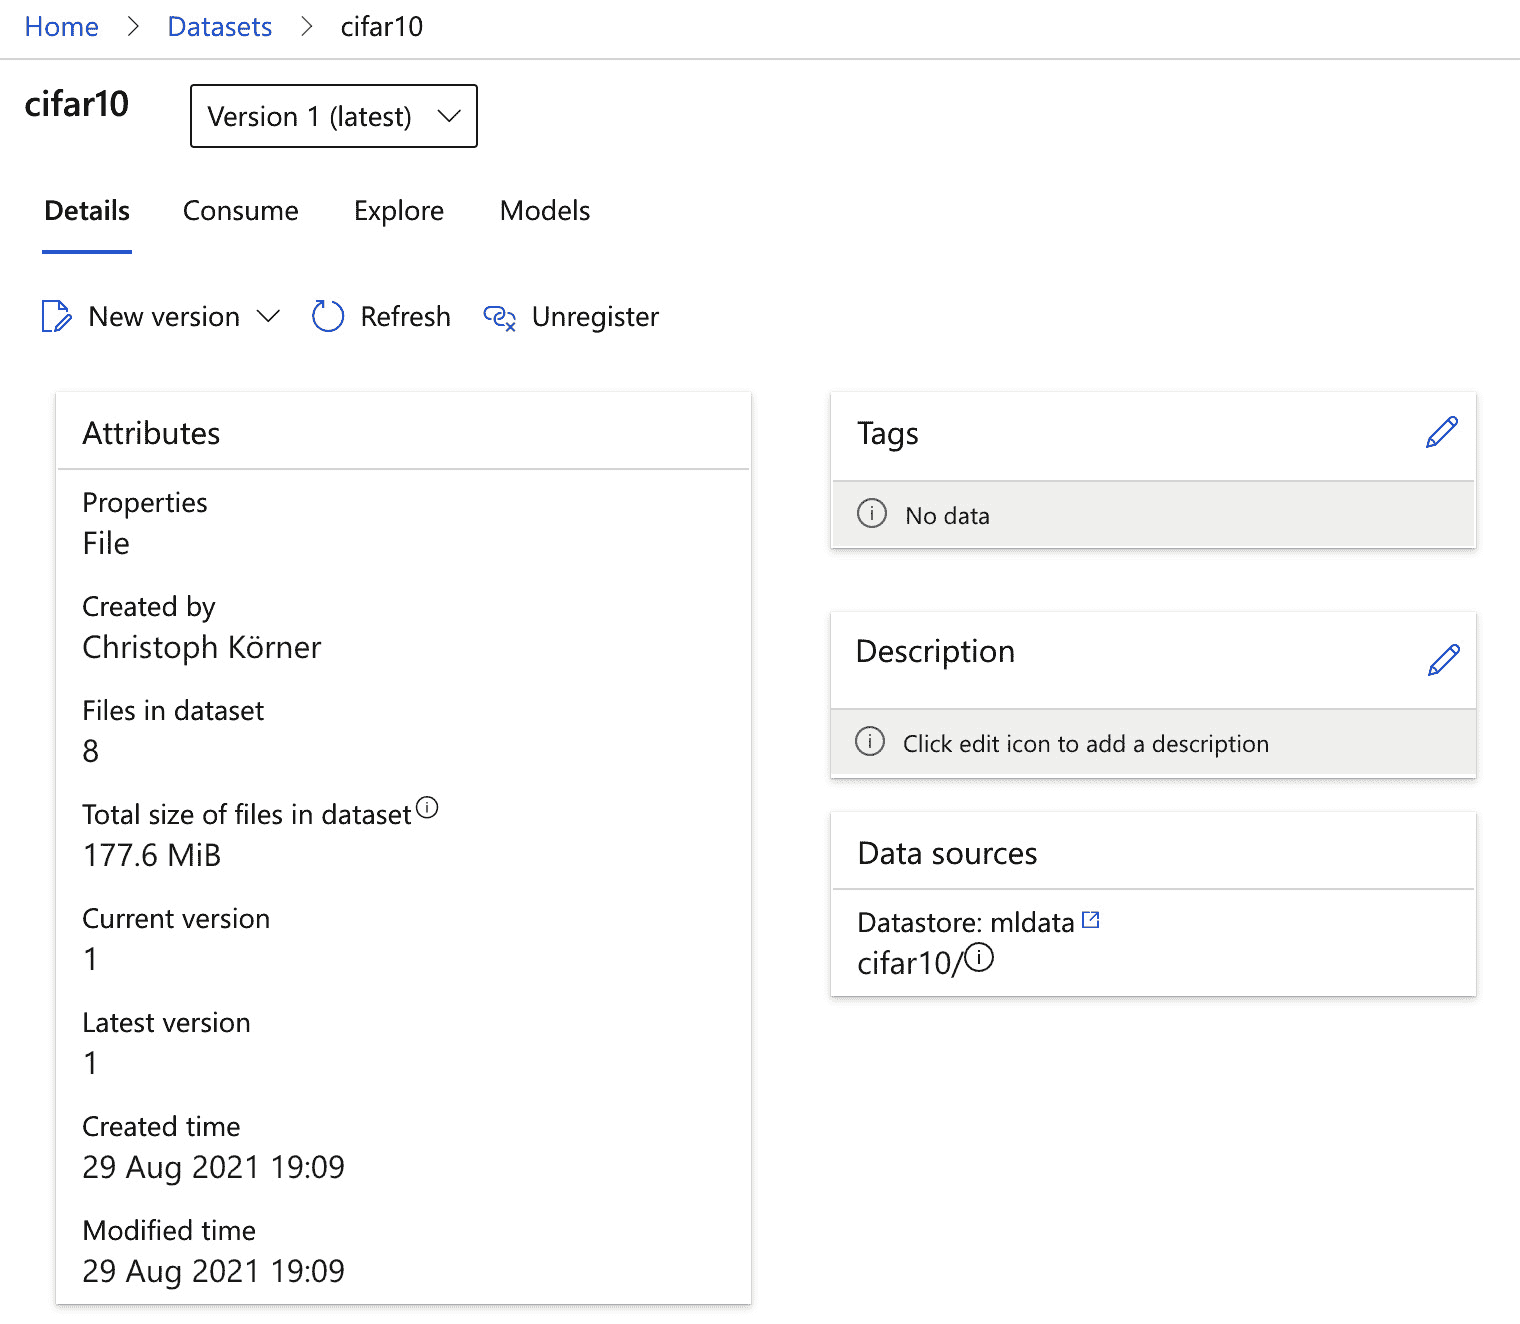 Home > Datasets > cifar10
cifar10
Version 1 (latest)
Details Consume Explore Models
New version Refresh Unregister
Attributes
Properties
File
Created by
Christoph Körner
Files in dataset
8
Total size of files in dataset
177.6 MiB
Current version
1
Latest version
1
Created time
29 Aug 2021 19:09
Modified time
29 Aug 2021 19:09
Tags
No data
Description
Click edit icon to add a description
Data sources
Datastore: mldata
cifar10/